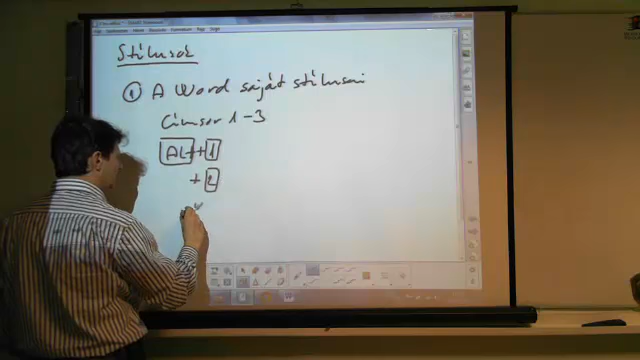 Stílusok
① A Word saját stílusai
Címsor 1-3
Alt + 1
+ 2